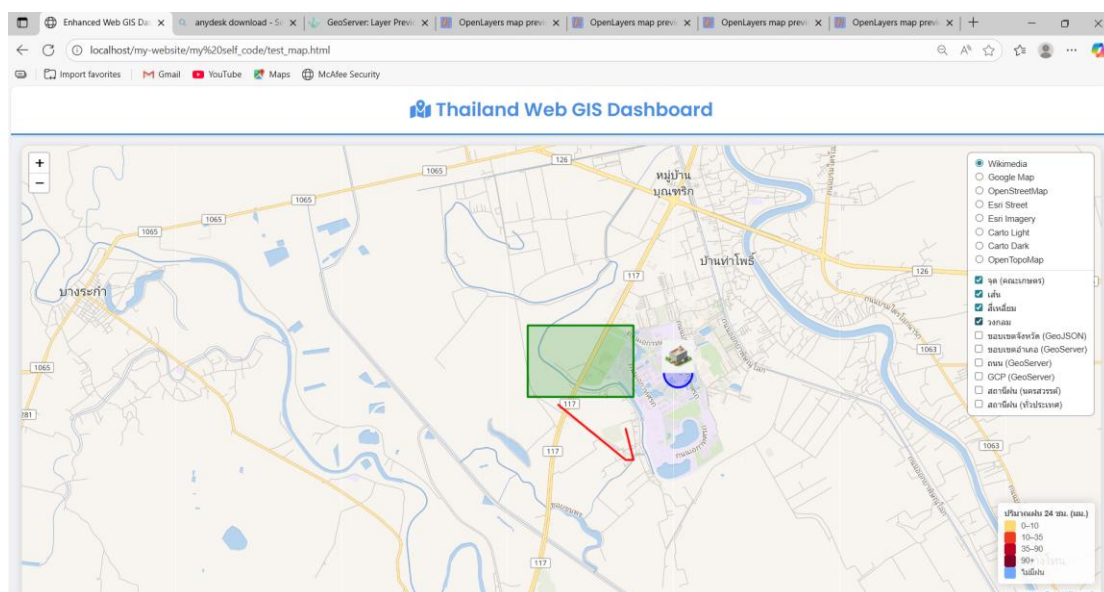 Enhanced Web GIS Da
anydesk download - Se
GeoServer: Layer Previ
OpenLayers map previ
OpenLayers map previ
OpenLayers map previ
OpenLayers map previ
localhost/my-website/my%20self_code/test_map.html
Import favorites
Gmail
YouTube
Maps
McAfee Security
Thailand Web GIS Dashboard
+
−
Wikimedia
Google Map
OpenStreetMap
Esri Street
Esri Imagery
Carto Light
Carto Dark
OpenTopoMap
จุด (คณะเกษตร)
เส้น
สี่เหลี่ยม
วงกลม
ขอบเขตจังหวัด (GeoJSON)
ขอบเขตอำเภอ (GeoServer)
ถนน (GeoServer)
GCP (GeoServer)
สถานีฝน (นครสวรรค์)
สถานีฝน (ทั่วประเทศ)
126
1065
หมู่บ้าน
บุณฑริก
1065
1065
1065
บ้านท่าโพธิ์
126
117
บางระกำ
1063
1065
117
281
117
1063
117
ปริมาณฝน 24 ชม. (มม.)
0–10
10–35
35–90
90+
ไม่มีฝน